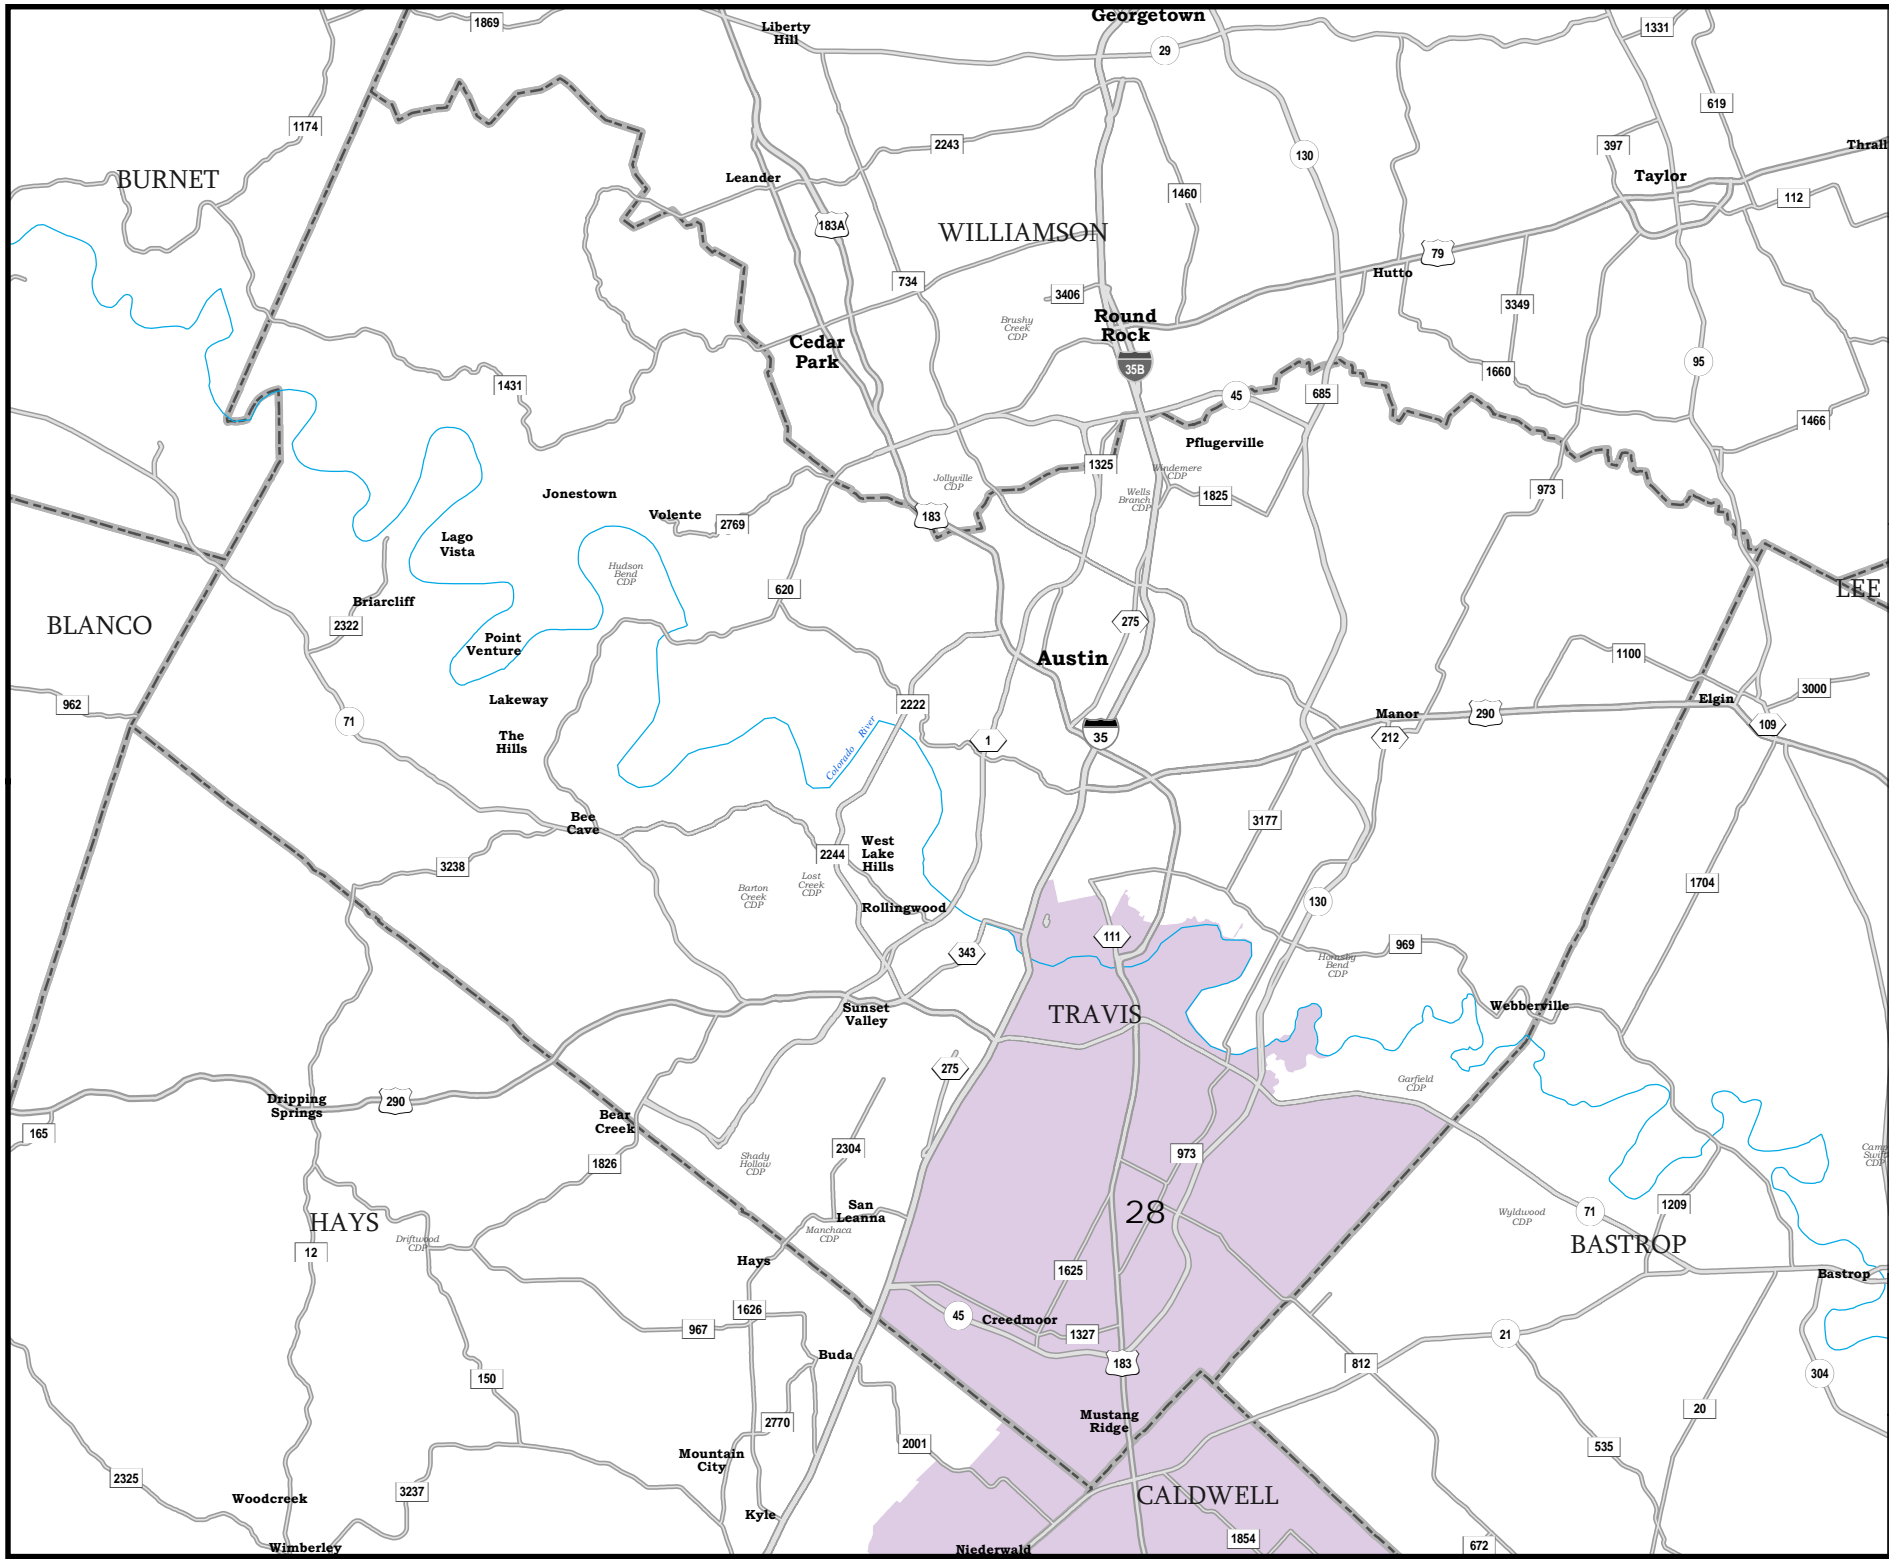 Georgetown
1869
Liberty
Hill
29
1331
619
1174
2243
397
130
Thrall
Taylor
BURNET
Leander
1460
112
183A
WILLIAMSON
79
Hutto
734
3406
3349
Brushy
Creek
CDP
Round
Rock
Cedar
Park
35B
95
1660
1431
45
685
1466
Pflugerville
1325
Windemere
CDP
Jollyville
CDP
973
Jonestown
Wells
Branch
CDP
1825
Volente
2769
183
Lago
Vista
Hudson
Bend
CDP
620
LEE
Briarcliff
BLANCO
2322
275
Point
Venture
Austin
1100
3000
Lakeway
Elgin
962
2222
71
Manor
290
109
The
Hills
Colorado River
1
35
212
Bee
Cave
3177
West
Lake
Hills
2244
3238
Lost
Creek
CDP
Barton
Creek
CDP
1704
Rollingwood
130
111
969
343
Hornsby
Bend
CDP
Sunset
Valley
TRAVIS
Webberville
275
Garfield
CDP
Dripping
Springs
290
Bear
Creek
165
2304
973
Camp
Swift
CDP
1826
Shady
Hollow
CDP
San
Leanna
28
1209
71
HAYS
Wyldwood
CDP
Manchaca
CDP
Driftwood
CDP
12
BASTROP
Hays
1625
Bastrop
1626
45
Creedmoor
967
1327
21
Buda
183
812
304
150
Mustang
Ridge
20
2770
2001
535
Mountain
City
2325
3237
Woodcreek
CALDWELL
Kyle
1854
Wimberley
Niederwald
672